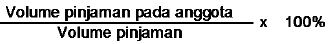 Volume pinjaman pada anggota
Volume pinjaman
x 100%